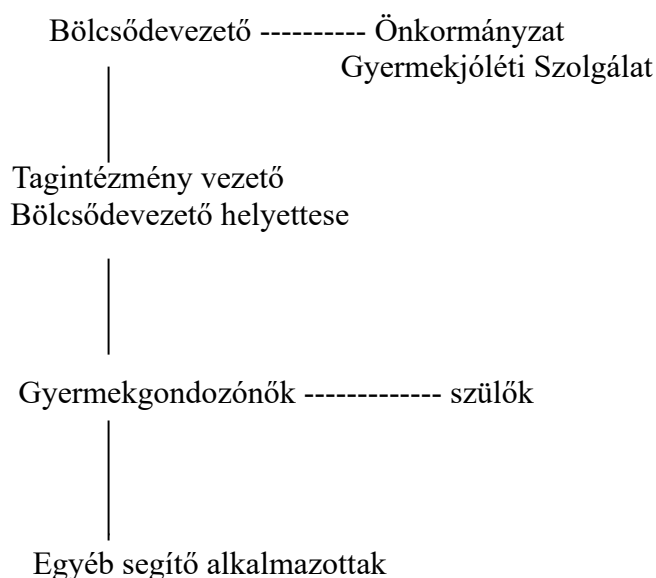 Bölcsődevezető ---------- Önkormányzat
Gyermekjóléti Szolgálat
Tagintézmény vezető
Bölcsődevezető helyettese
Gyermekgondozónők ------------- szülők
Egyéb segítő alkalmazottak